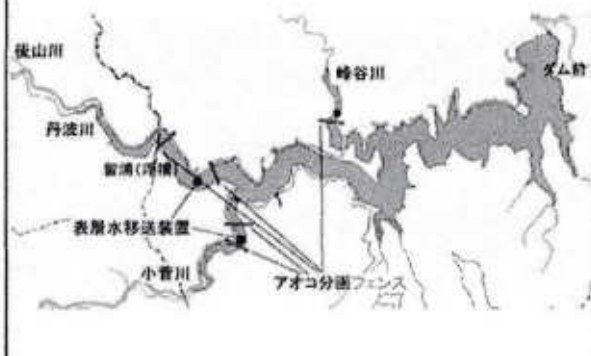 後山川
丹波川
峰谷川
ダム前
留浦(浮橋)
表層水移送装置
小菅川
アオコ分画フェンス